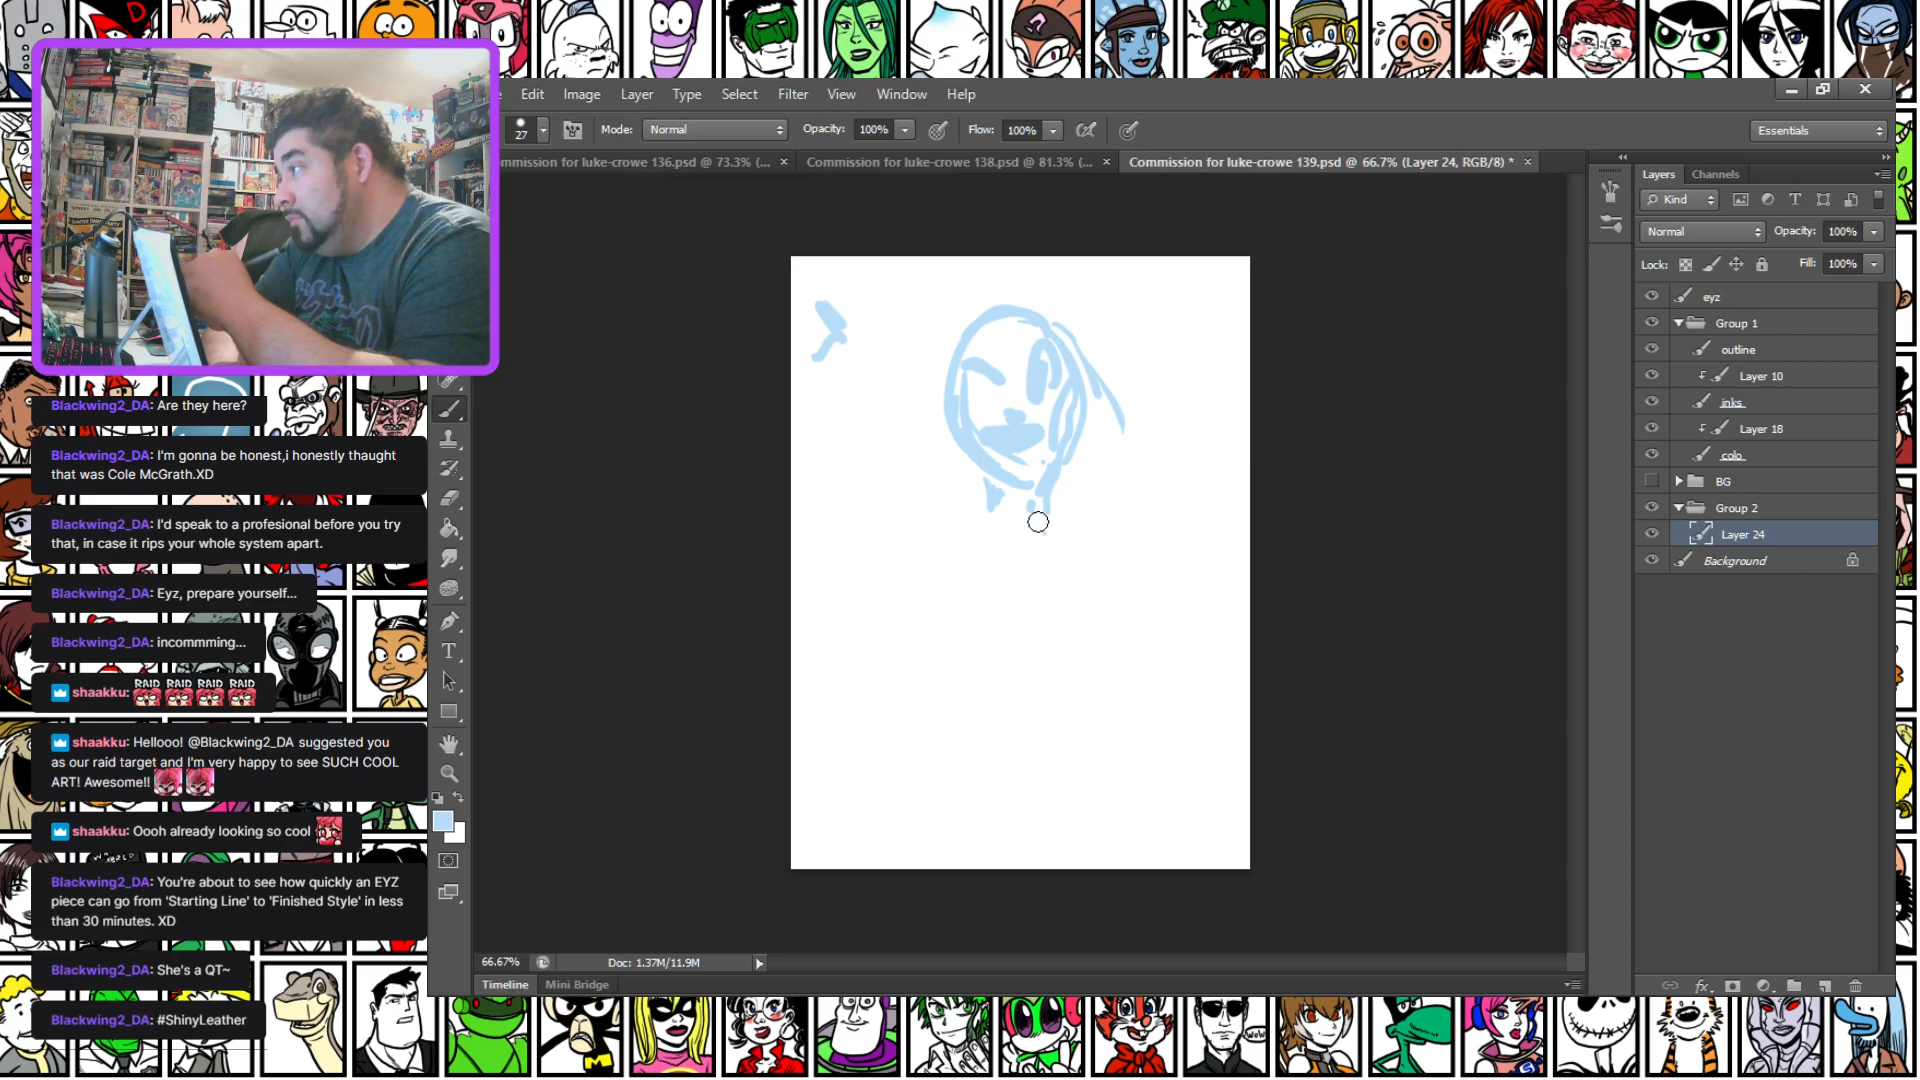 Edit Image Layer Type Select Filter View Window Help
27 Mode: Normal Opacity: 100% Flow: 100% Essentials
mmission for luke-crowe 136.psd @ 73.3% (... × Commission for luke-crowe 138.psd @ 81.3% (... × Commission for luke-crowe 139.psd @ 66.7% (Layer 24, RGB/8) * ×
Layers Channels
Kind
Normal Opacity: 100%
Lock: Fill: 100%
eyz
Group 1
outline
Layer 10
inks
Layer 18
colo
BG
Group 2
Layer 24
Background
Blackwing2_DA: Are they here?
Blackwing2_DA: I'm gonna be honest,i honestly thaught
that was Cole McGrath.XD
Blackwing2_DA: I'd speak to a profesional before you try
that, in case it rips your whole system apart.
Blackwing2_DA: Eyz, prepare yourself...
Blackwing2_DA: incommming...
shaakku: RAID RAID RAID RAID
shaakku: Hellooo! @Blackwing2_DA suggested you
as our raid target and I'm very happy to see SUCH COOL
ART! Awesome!!
shaakku: Oooh already looking so cool
Blackwing2_DA: You're about to see how quickly an EYZ
piece can go from 'Starting Line' to 'Finished Style' in less
than 30 minutes. XD
Blackwing2_DA: She's a QT~
Blackwing2_DA: #ShinyLeather
66.67% Doc: 1.37M/11.9M
Timeline Mini Bridge
WOW